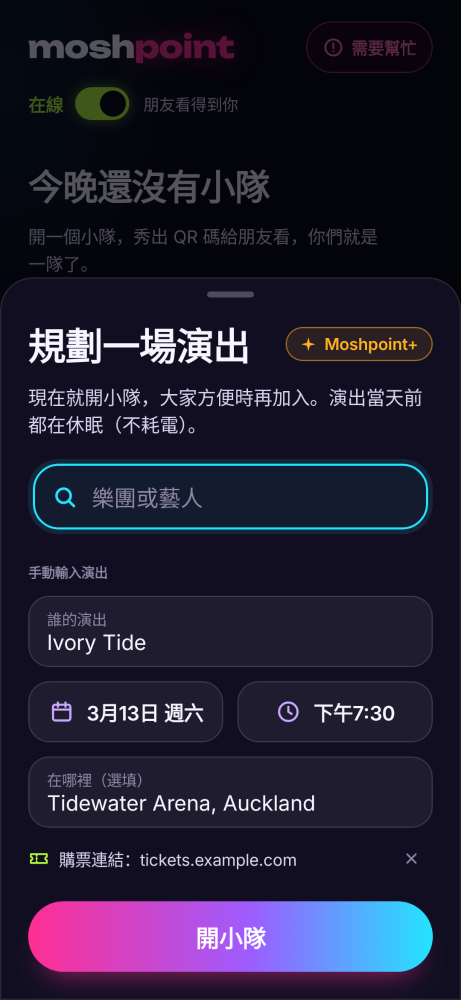 moshpoint
需要幫忙
在線
朋友看得到你
今晚還沒有小隊
開一個小隊，秀出 QR 碼給朋友看，你們就是
一隊了。
規劃一場演出
Moshpoint+
現在就開小隊，大家方便時再加入。演出當天前
都在休眠（不耗電）。
樂團或藝人
手動輸入演出
誰的演出
Ivory Tide
3月13日 週六
下午7:30
在哪裡（選填）
Tidewater Arena, Auckland
購票連結：tickets.example.com
開小隊